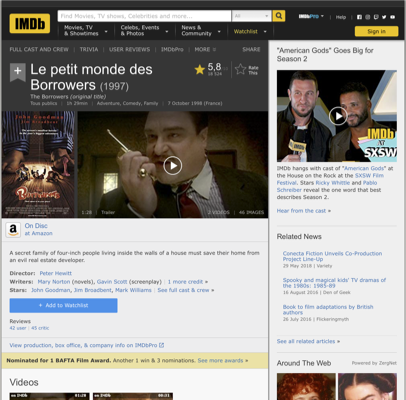 IMDb
Find Movies, TV shows, Celebrities and more...
All
IMDbPro
Help
Movies, TV & Showtimes
Celebs, Events & Photos
News & Community
Watchlist
Sign in
FULL CAST AND CREW | TRIVIA | USER REVIEWS | IMDbPro | MORE
SHARE
Le petit monde des
Borrowers (1997)
The Borrowers (original title)
Tous publics | 1h 29min | Adventure, Comedy, Family | 7 October 1998 (France)
5,8
Rate
This
1:28 | Trailer
2 VIDEOS | 46 IMAGES
On Disc
at Amazon
A secret family of four-inch people living inside the walls of a house must save their home from
an evil real estate developer.
Director: Peter Hewitt
Writers: Mary Norton (novels), Gavin Scott (screenplay) | 1 more credit »
Stars: John Goodman, Jim Broadbent, Mark Williams | See full cast & crew »
+ Add to Watchlist
Reviews
42 user | 45 critic
View production, box office, & company info on IMDbPro
Nominated for 1 BAFTA Film Award. Another 1 win & 3 nominations. See more awards »
Videos
"American Gods" Goes Big for
Season 2
IMDb
AT
SXSW
IMDb hangs with cast of "American Gods" at
the House on the Rock at the SXSW Film
Festival. Stars Ricky Whittle and Pablo
Schreiber reveal the one word that best
describes Season 2.
Hear from the cast »
Related News
Conecta Fiction Unveils Co-Production
Project Line-Up
29 May 2018 | Variety
Spooky and magical kids' TV dramas of
the 1980s: 1985-89
16 August 2016 | Den of Geek
Book to film adaptations by British
authors
26 July 2016 | Flickeringmyth
See all related articles »
Around The Web
Powered by ZergNet